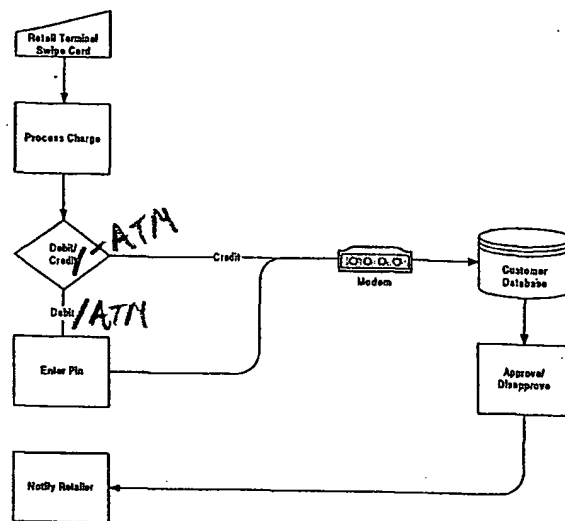 Retail Terminal
Swipe Card
Process Charge
Debit/
Credit
/-ATM
Credit
Modem
Customer
Database
Debit
/ATM
Enter Pin
Approve/
Disapprove
Notify Retailer